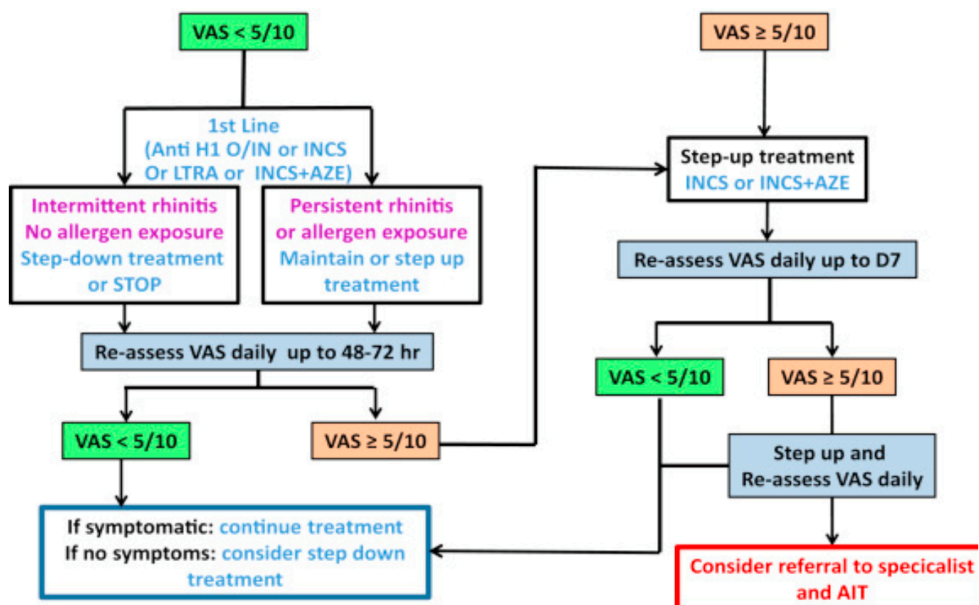 VAS < 5/10
VAS ≥ 5/10
1st Line
(Anti H1 O/IN or INCS
Or LTRA or INCS+AZE)
Intermittent rhinitis
No allergen exposure
Step-down treatment
or STOP
Persistent rhinitis
or allergen exposure
Maintain or step up
treatment
Re-assess VAS daily up to 48-72 hr
VAS < 5/10
VAS ≥ 5/10
If symptomatic: continue treatment
If no symptoms: consider step down
treatment
Step-up treatment
INCS or INCS+AZE
Re-assess VAS daily up to D7
VAS < 5/10
VAS ≥ 5/10
Step up and
Re-assess VAS daily
Consider referral to specicalist
and AIT